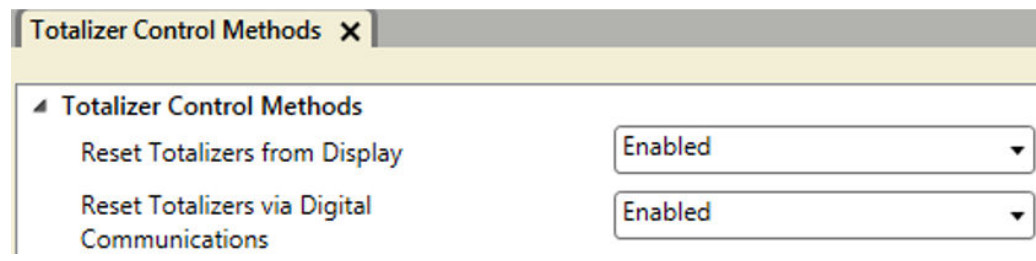 Totalizer Control Methods X
Totalizer Control Methods
Reset Totalizers from Display Enabled
Reset Totalizers via Digital Enabled
Communications